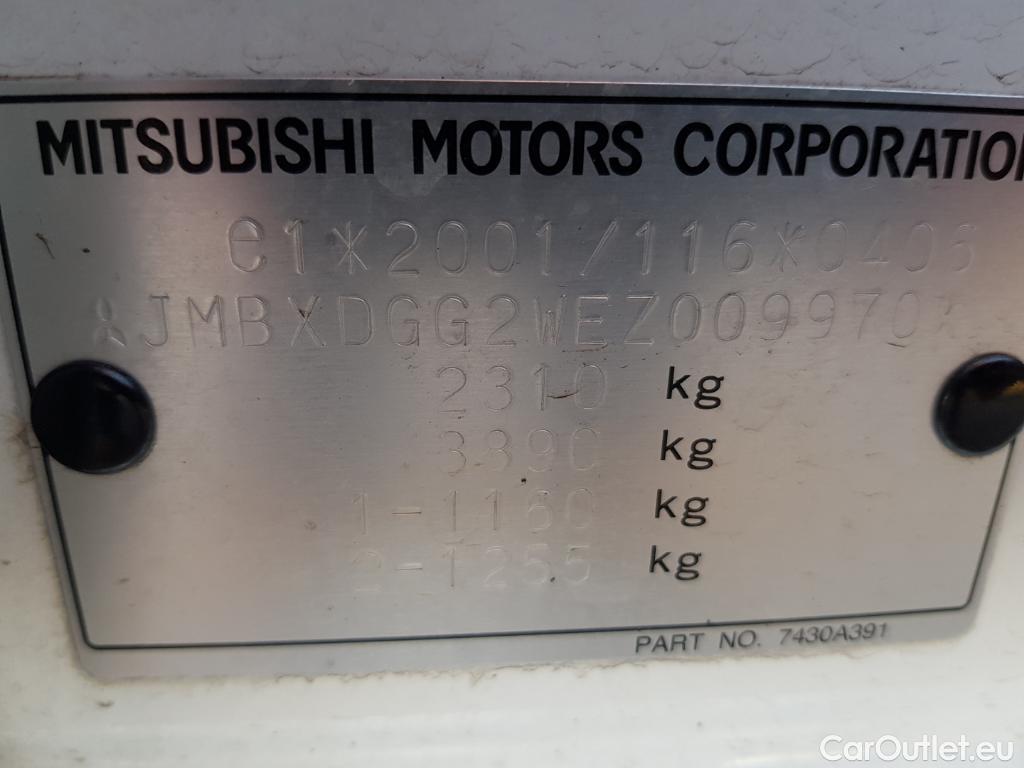 MITSUBISHI MOTORS CORPORATION
e1*2001/116*0406
JMBXDGG2WEZ009970*
2310 kg
3890 kg
1-1160 kg
2-1255 kg
PART NO. 7430A391
CarOutlet.eu